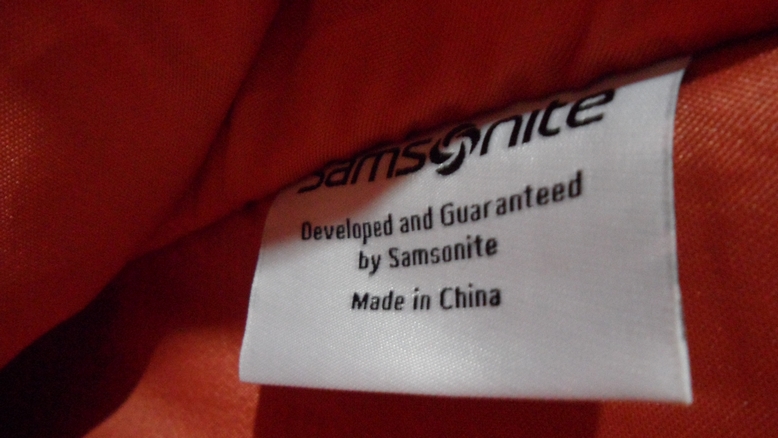 Samsonite
Developed and Guaranteed
by Samsonite
Made in China